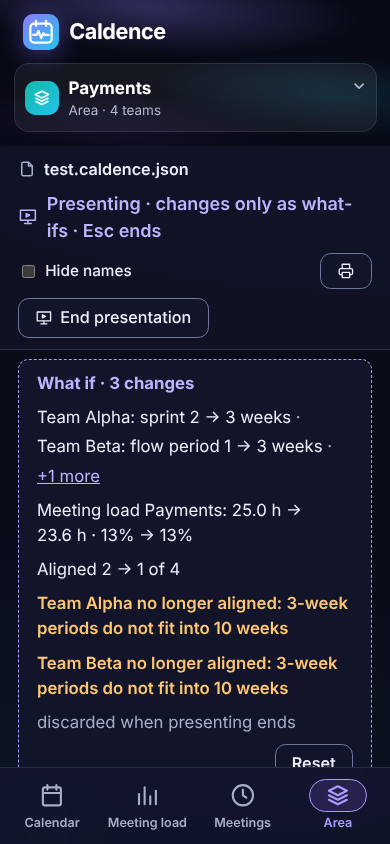 Caldence
Payments
Area · 4 teams
test.caldence.json
Presenting · changes only as what-
ifs · Esc ends
Hide names
End presentation
What if · 3 changes
Team Alpha: sprint 2 → 3 weeks ·
Team Beta: flow period 1 → 3 weeks ·
+1 more
Meeting load Payments: 25.0 h →
23.6 h · 13% → 13%
Aligned 2 → 1 of 4
Team Alpha no longer aligned: 3-week
periods do not fit into 10 weeks
Team Beta no longer aligned: 3-week
periods do not fit into 10 weeks
discarded when presenting ends
Reset
Calendar
Meeting load
Meetings
Area